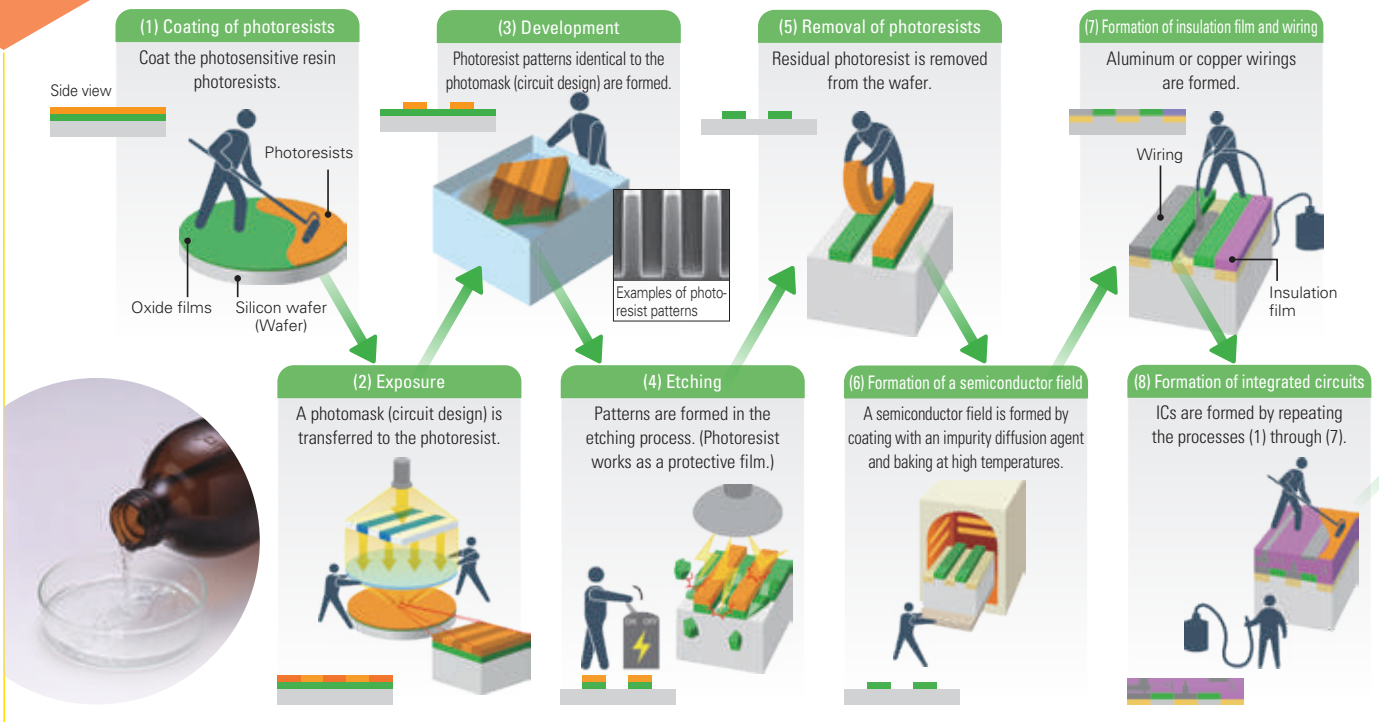 (1) Coating of photoresists
Coat the photosensitive resin
photoresists.
Side view
Photoresists
Oxide films
Silicon wafer
(Wafer)
(2) Exposure
A photomask (circuit design) is
transferred to the photoresist.
(3) Development
Photoresist patterns identical to the
photomask (circuit design) are formed.
Examples of photo-
resist patterns
(4) Etching
Patterns are formed in the
etching process. (Photoresist
works as a protective film.)
ON OFF
(5) Removal of photoresists
Residual photoresist is removed
from the wafer.
(6) Formation of a semiconductor field
A semiconductor field is formed by
coating with an impurity diffusion agent
and baking at high temperatures.
(7) Formation of insulation film and wiring
Aluminum or copper wirings
are formed.
Wiring
Insulation
film
(8) Formation of integrated circuits
ICs are formed by repeating
the processes (1) through (7).